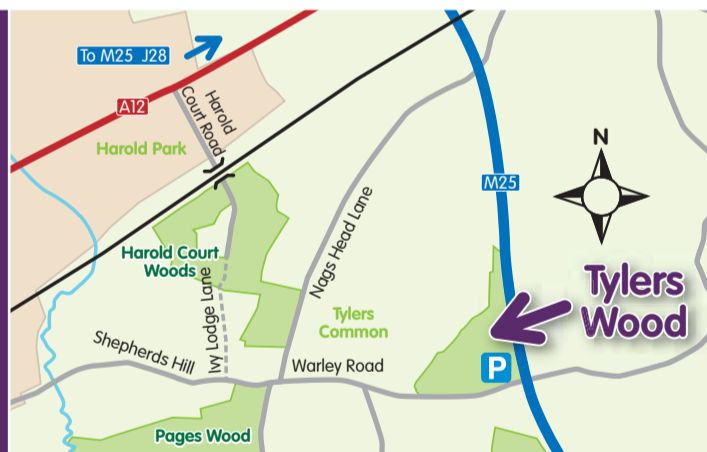 To M25 J28
A12
Harold
Court Road
Harold Park
N
M25
Harold Court
Woods
Ivy Lodge Lane
Nags Head Lane
Tylers
Common
Tylers
Wood
Shepherds Hill
Warley Road
P
Pages Wood